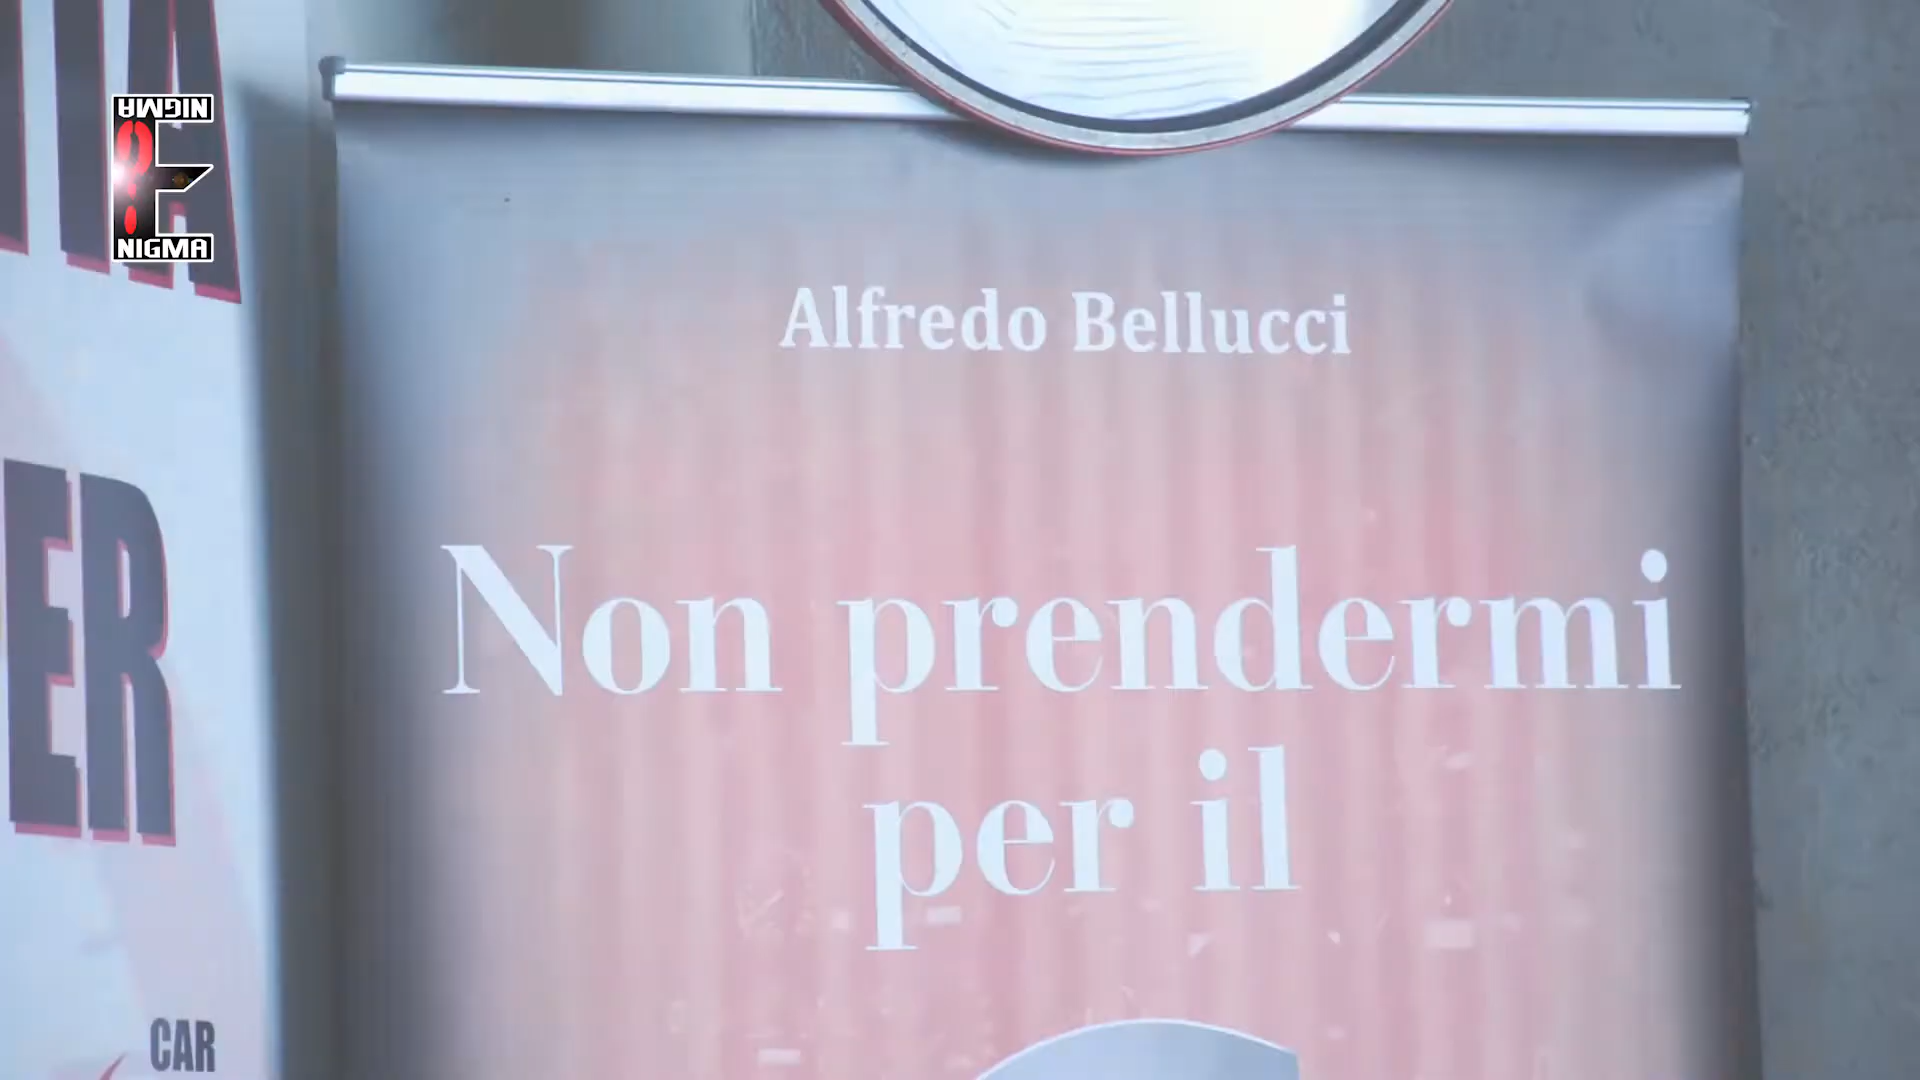 NIGMA
NIGMA
ER
CAR
Alfredo Bellucci
Non prendermi
per il